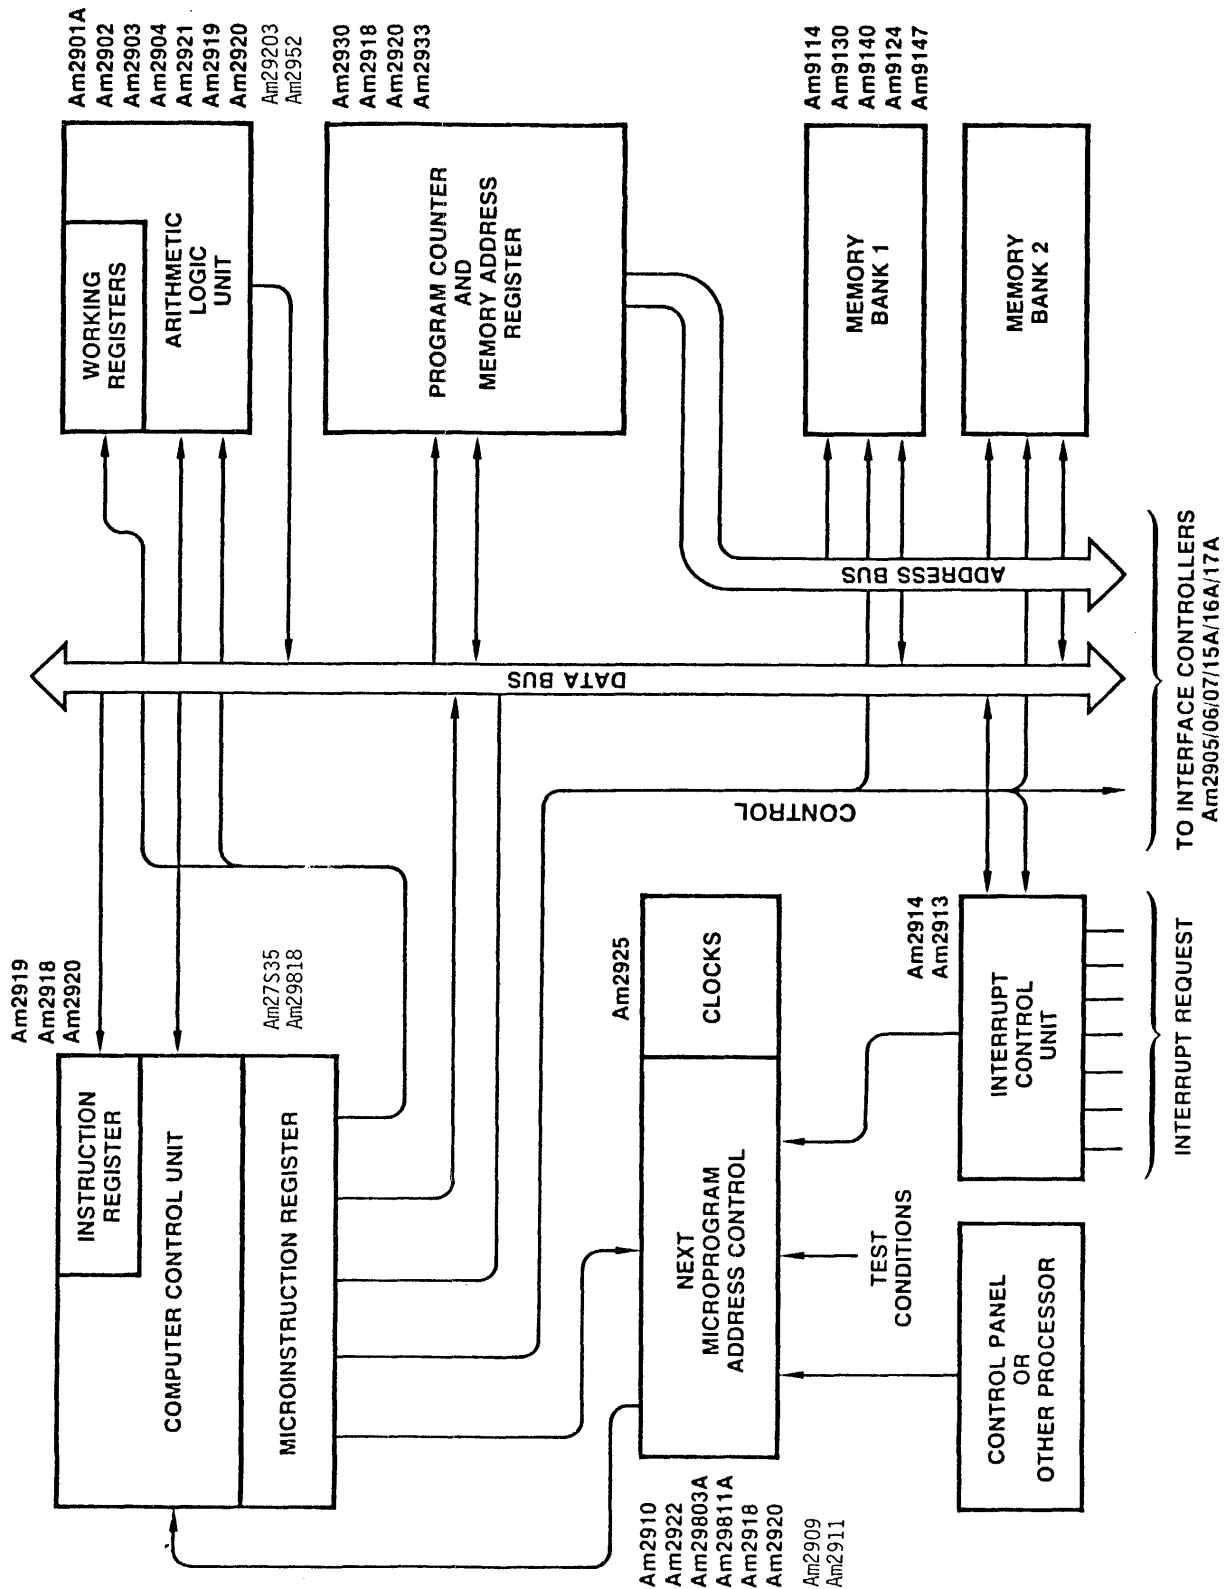 Am2919
Am2918
Am2920
INSTRUCTION
REGISTER
COMPUTER CONTROL UNIT
MICROINSTRUCTION REGISTER
Am27S35
Am29818
Am2901A
Am2902
Am2903
Am2904
Am2921
Am2919
Am2920
Am29203
Am2952
WORKING
REGISTERS
ARITHMETIC
LOGIC
UNIT
Am2930
Am2918
Am2920
Am2933
PROGRAM COUNTER
AND
MEMORY ADDRESS
REGISTER
DATA BUS
ADDRESS BUS
CONTROL
Am2910
Am2922
Am29803A
Am29811A
Am2918
Am2920
Am2909
Am2911
NEXT
MICROPROGRAM
ADDRESS CONTROL
Am2925
CLOCKS
TEST
CONDITIONS
Am9114
Am9130
Am9140
Am9124
Am9147
MEMORY
BANK 1
MEMORY
BANK 2
CONTROL PANEL
OR
OTHER PROCESSOR
Am2914
Am2913
INTERRUPT
CONTROL
UNIT
INTERRUPT REQUEST
TO INTERFACE CONTROLLERS
Am2905/06/07/15A/16A/17A